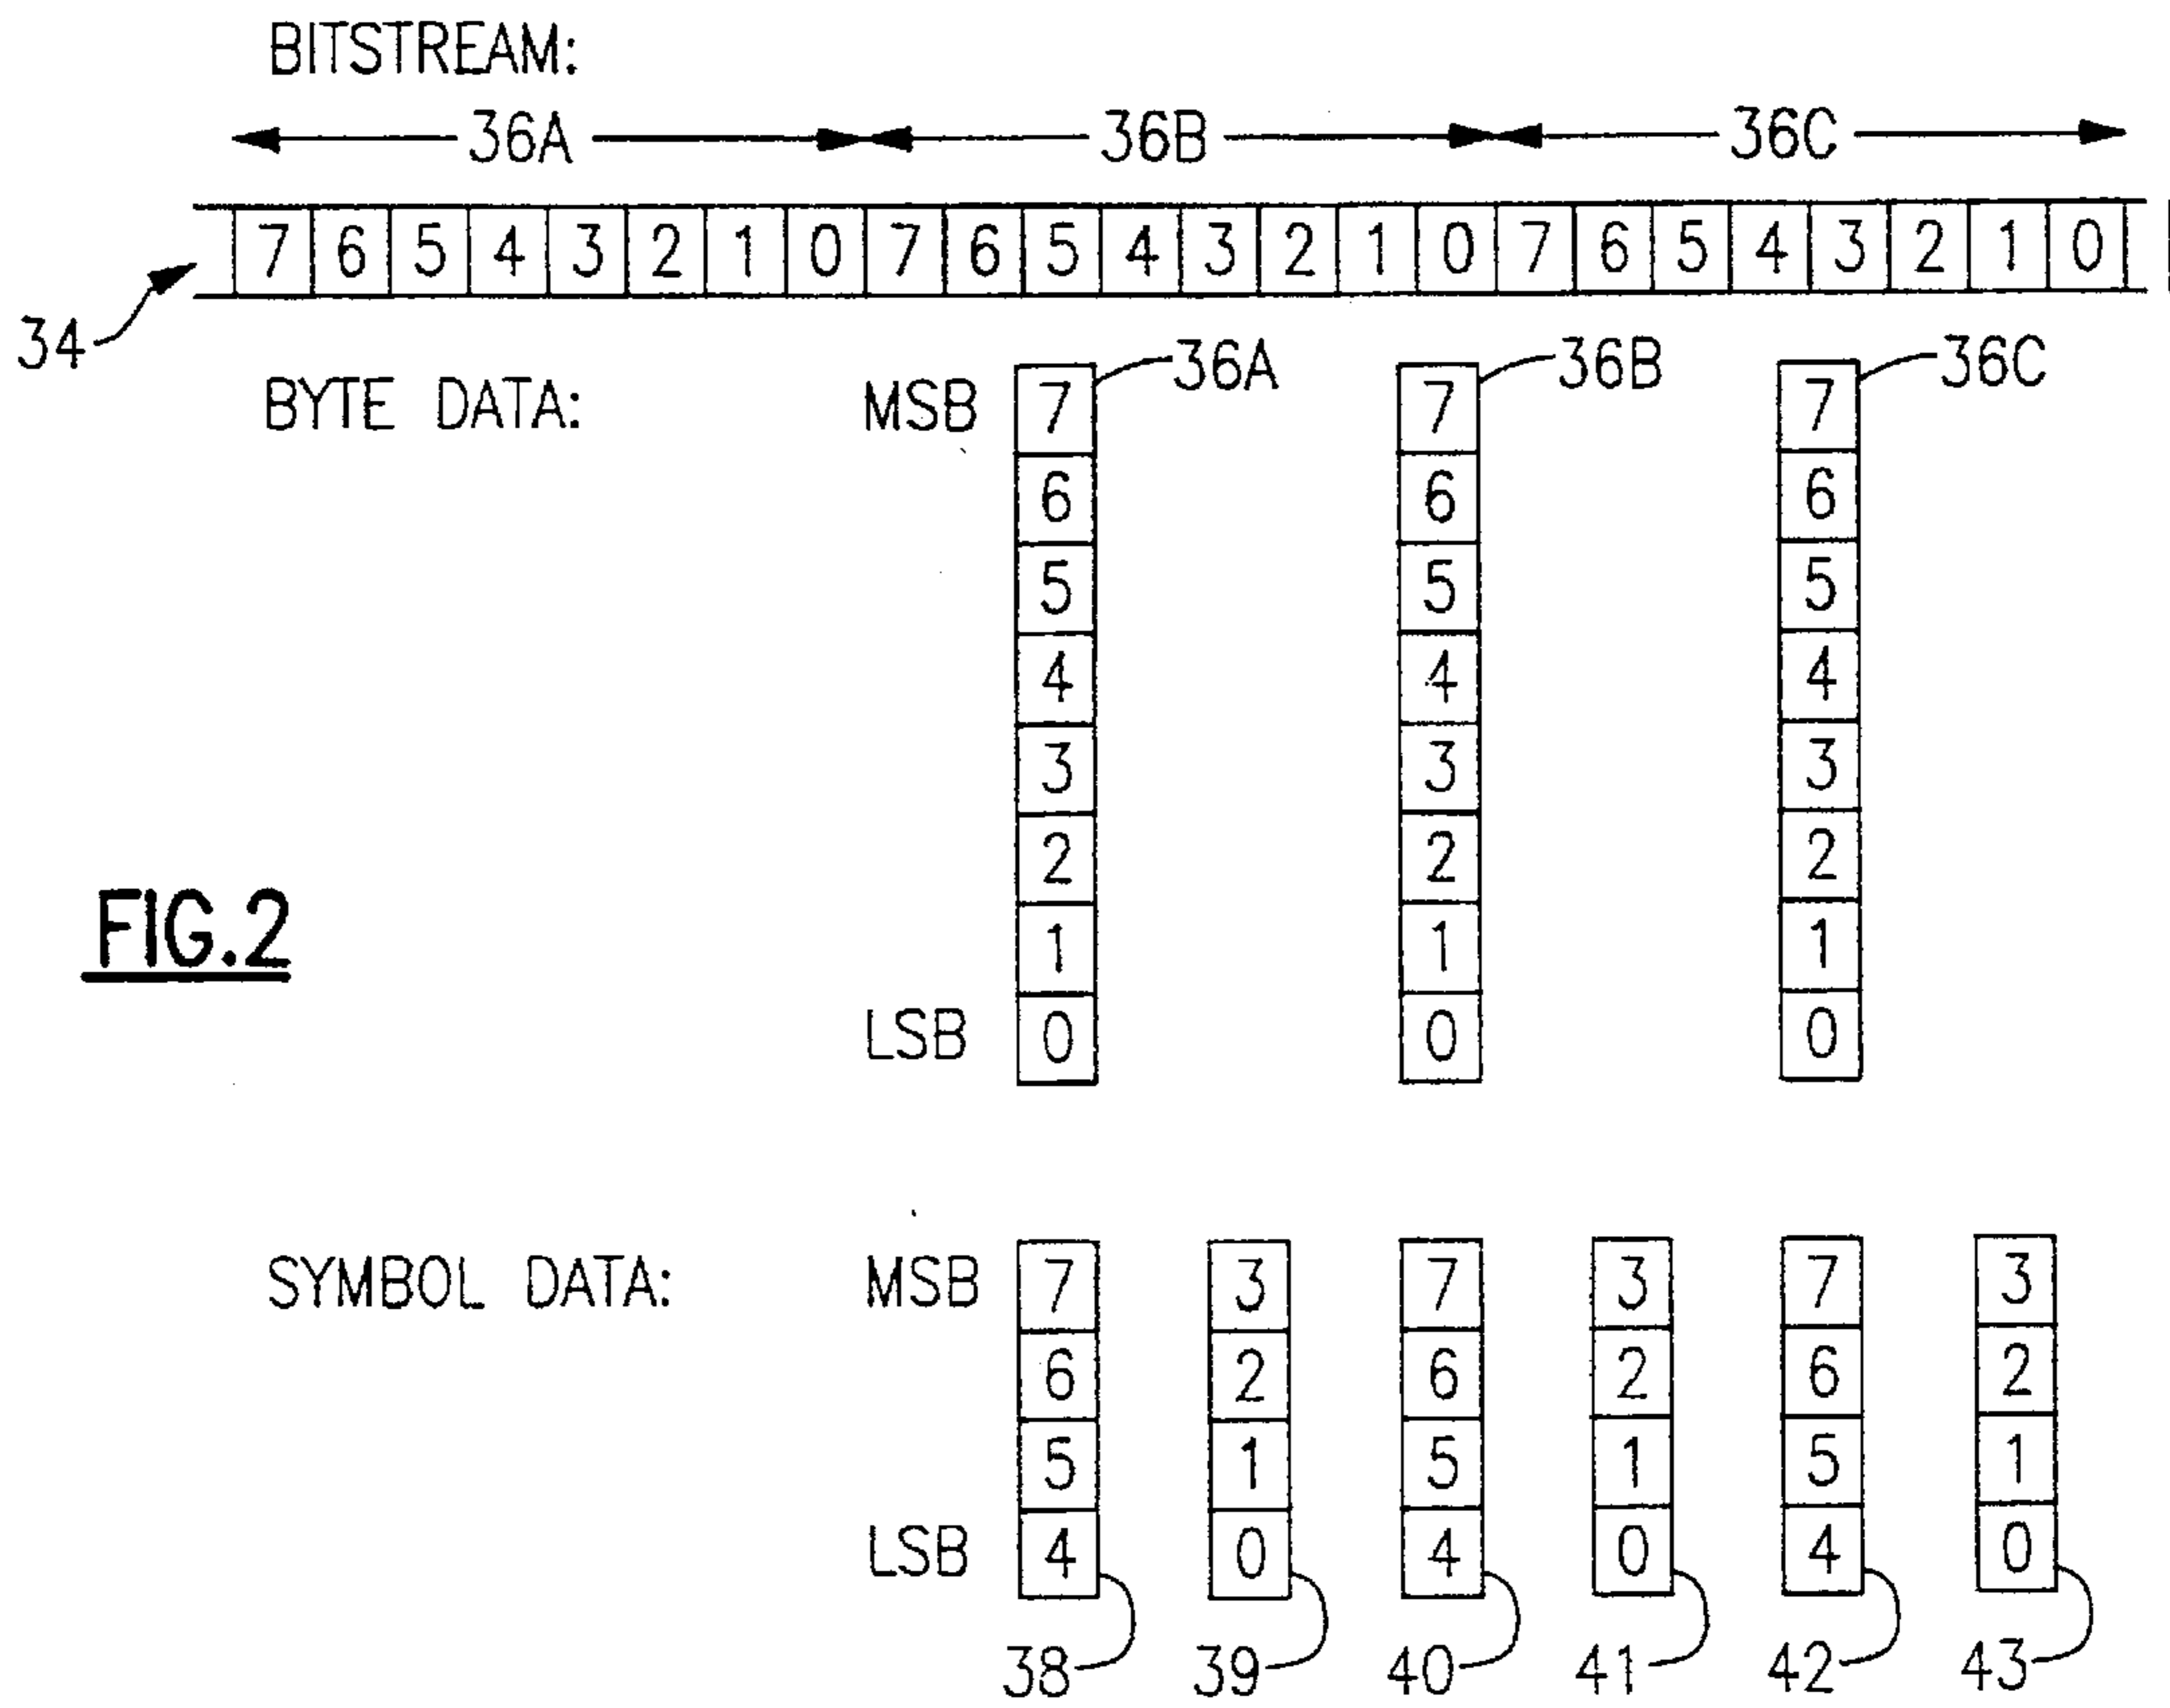 BITSTREAM:
36A 36B 36C
7 6 5 4 3 2 1 0 7 6 5 4 3 2 1 0 7 6 5 4 3 2 1 0
34
36A 36B 36C
BYTE DATA: MSB 7 7 7
6 6 6
5 5 5
4 4 4
3 3 3
2 2 2
FIG.2
1 1 1
LSB 0 0 0
SYMBOL DATA: MSB 7 3 7 3 7 3
6 2 6 2 6 2
5 1 5 1 5 1
LSB 4 0 4 0 4 0
38 39 40 41 42 43